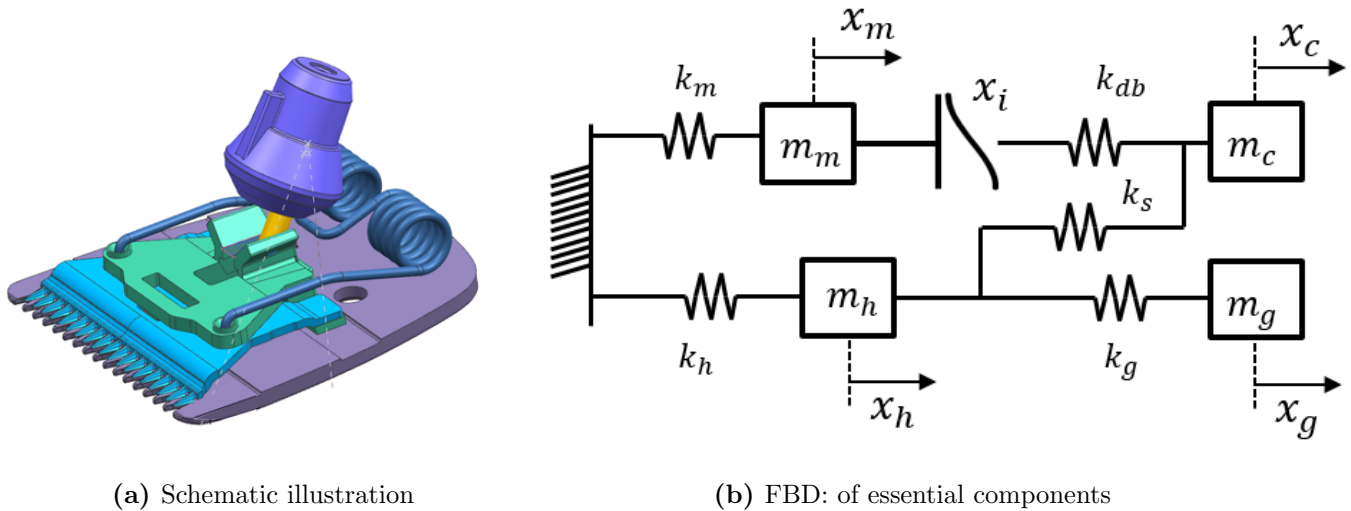 x_m
x_c
k_m
x_i
k_db
m_m
m_c
k_s
m_h
m_g
k_h
k_g
x_h
x_g
(a) Schematic illustration
(b) FBD: of essential components